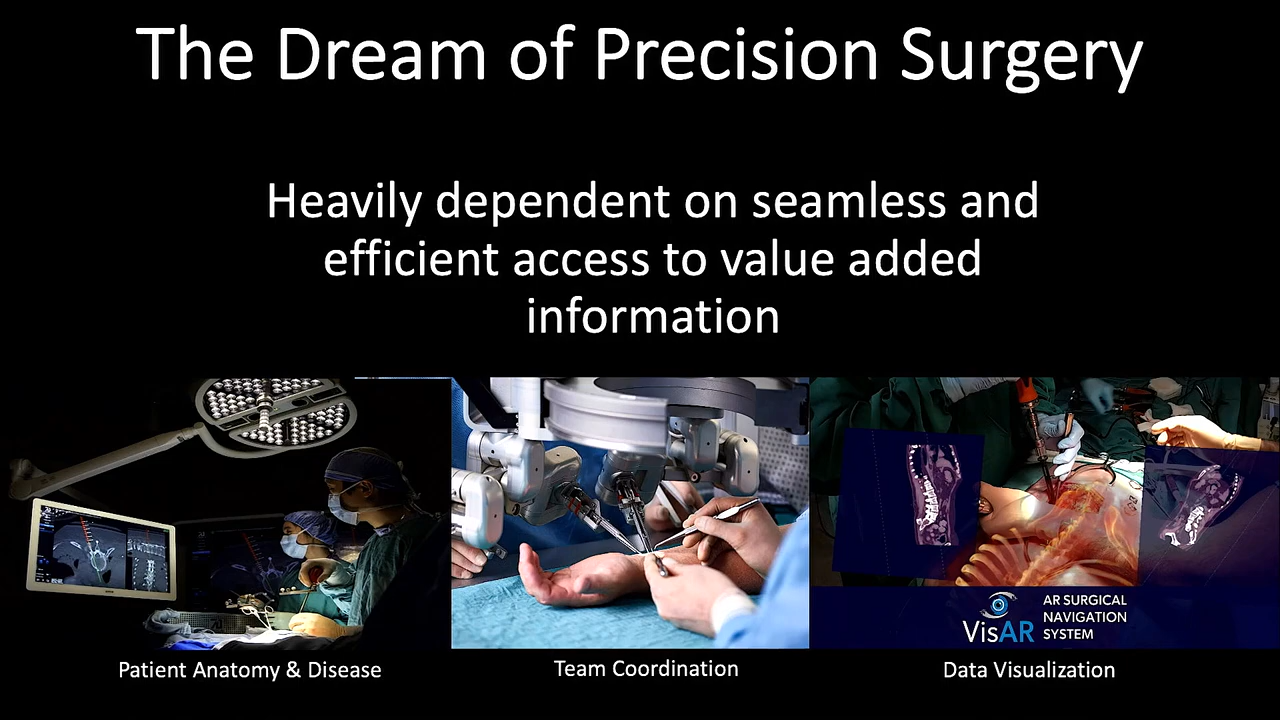 The Dream of Precision Surgery
Heavily dependent on seamless and
efficient access to value added
information
VisAR
AR SURGICAL
NAVIGATION
SYSTEM
Patient Anatomy & Disease
Team Coordination
Data Visualization